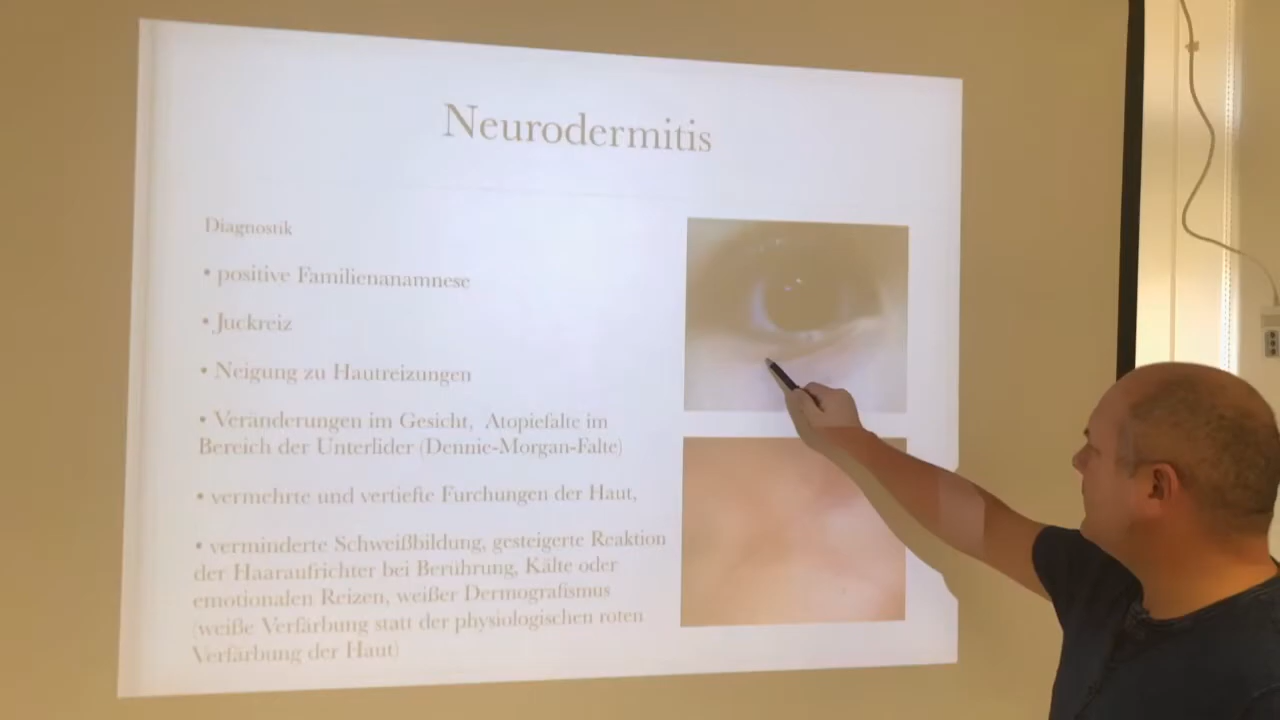 Neurodermitis
Diagnostik
• positive Familienanamnese
• Juckreiz
• Neigung zu Hautreizungen
• Veränderungen im Gesicht, Atopiefalte im
Bereich der Unterlider (Dennie-Morgan-Falte)
• vermehrte und vertiefte Furchungen der Haut,
• verminderte Schweißbildung, gesteigerte Reaktion
der Haaraufrichter bei Berührung, Kälte oder
emotionalen Reizen, weißer Dermografismus
(weiße Verfärbung statt der physiologischen roten
Verfärbung der Haut)